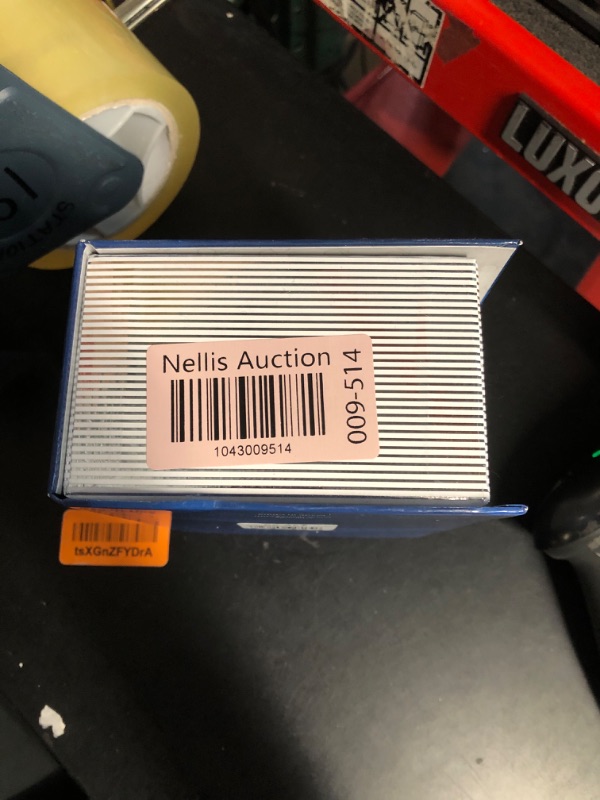 LUXO
Nellis Auction
1043009514
009-514
tsXGnZFYDrA